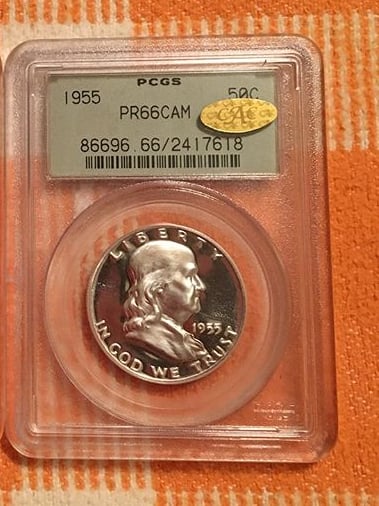 PCGS
1955 50C
PR66CAM
CAC
86696.66/2417618
LIBERTY
1955
IN GOD WE TRUST